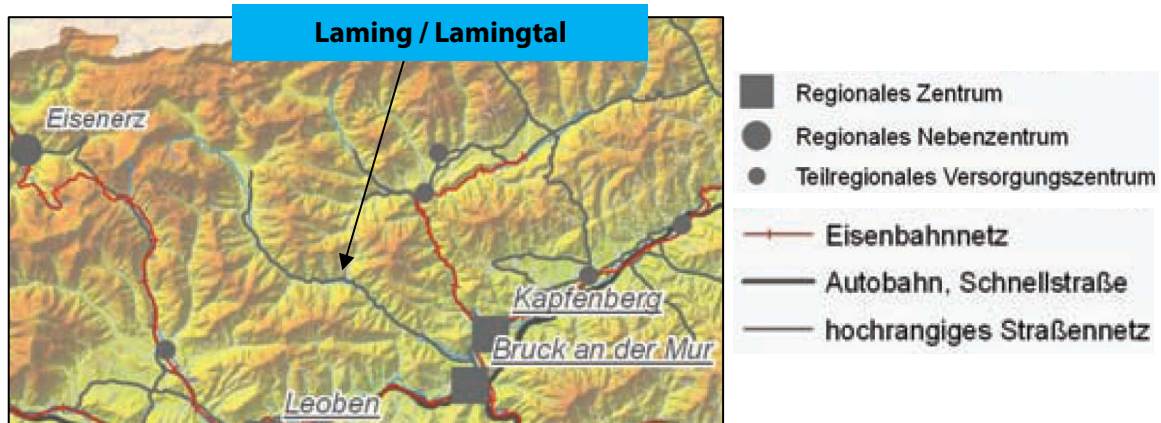 Laming / Lamingtal
Eisenerz
Kapfenberg
Bruck an der Mur
Leoben
Regionales Zentrum
Regionales Nebenzentrum
Teilregionales Versorgungszentrum
Eisenbahnnetz
Autobahn, Schnellstraße
hochrangiges Straßennetz